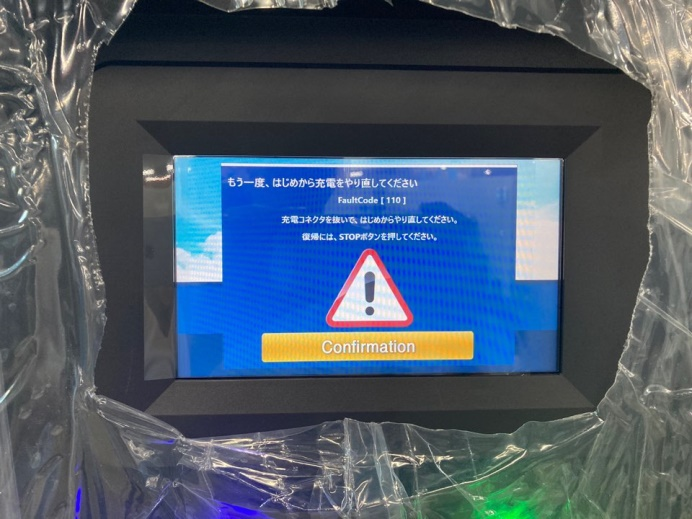 もう一度、はじめから充電をやり直してください
FaultCode [ 110 ]
充電コネクタを抜いて、はじめからやり直してください。
復帰には、STOPボタンを押してください。
Confirmation